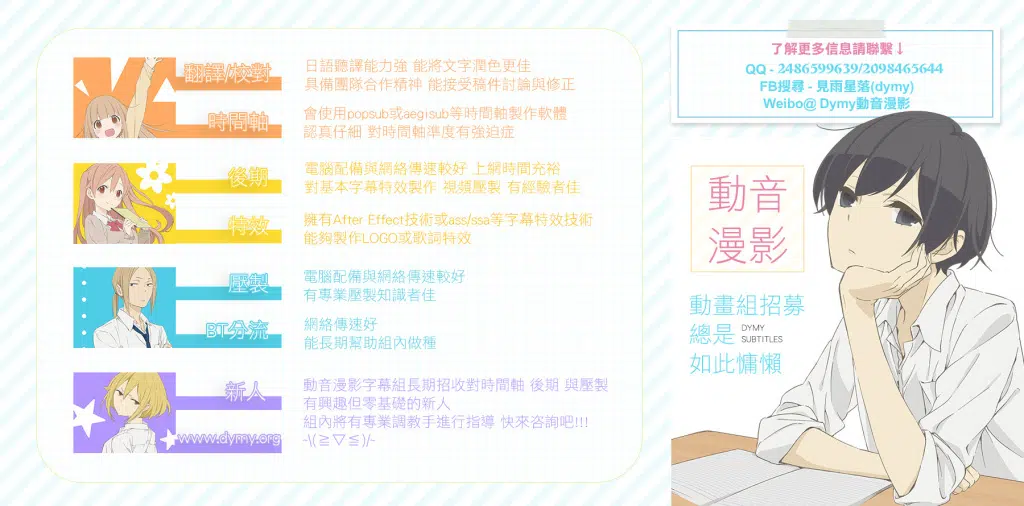 翻譯/校對
日語聽譯能力強 能將文字潤色更佳
具備團隊合作精神 能接受稿件討論與修正
時間軸
會使用popsub或aegisub等時間軸製作軟體
認真仔細 對時間軸準度有強迫症
後期
電腦配備與網絡傳速較好 上網時間充裕
對基本字幕特效製作 視頻壓製 有經驗者佳
特效
擁有After Effect技術或ass/ssa等字幕特效技術
能夠製作LOGO或歌詞特效
壓製
電腦配備與網絡傳速較好
有專業壓製知識者佳
BT分流
網絡傳速好
能長期幫助組內做種
新人
www.dymy.org
動音漫影字幕組長期招收對時間軸 後期 與壓製
有興趣但零基礎的新人
組內將有專業調教手進行指導 快來咨詢吧!!!
~\(≧▽≦)/~
了解更多信息請聯繫↓
QQ - 2486599639/2098465644
FB搜尋 - 見雨星落(dymy)
Weibo@ Dymy動音漫影
動音
漫影
動畫組招募
總是
DYMY
SUBTITLES
如此慵懶